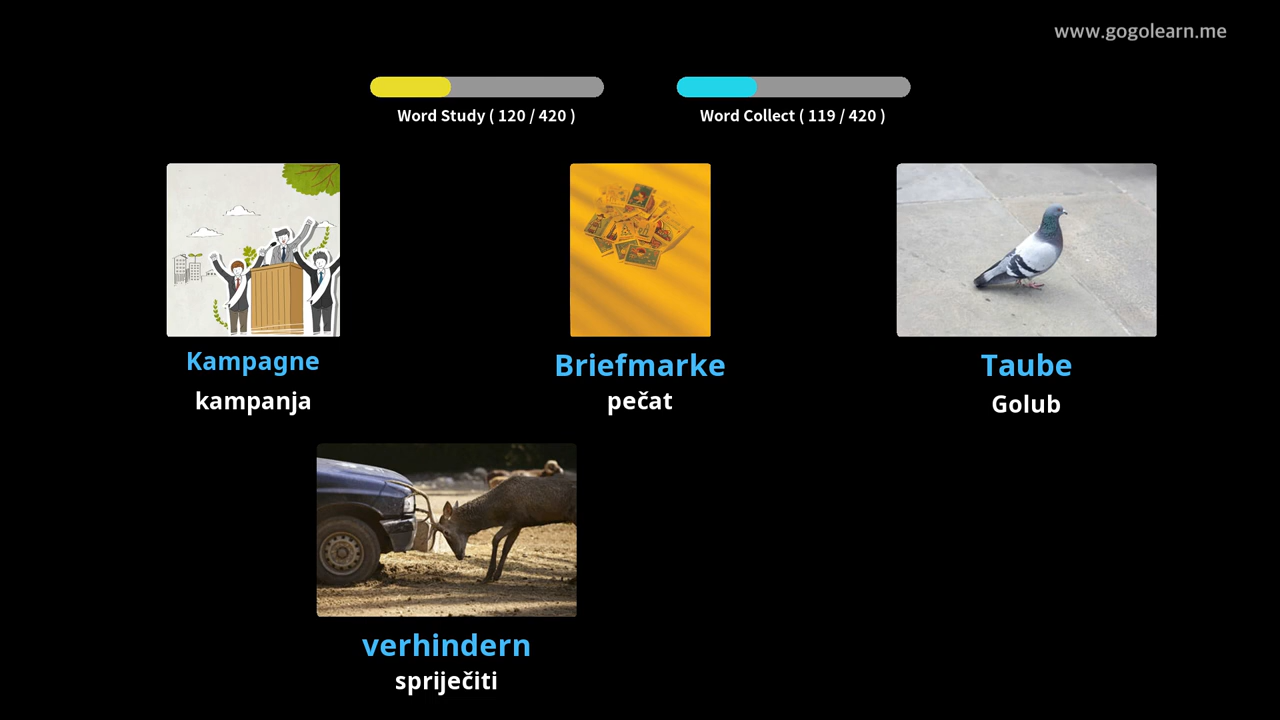 www.gogolearn.me
Word Study ( 120 / 420 )
Word Collect ( 119 / 420 )
Kampagne
kampanja
Briefmarke
pečat
Taube
Golub
verhindern
spriječiti